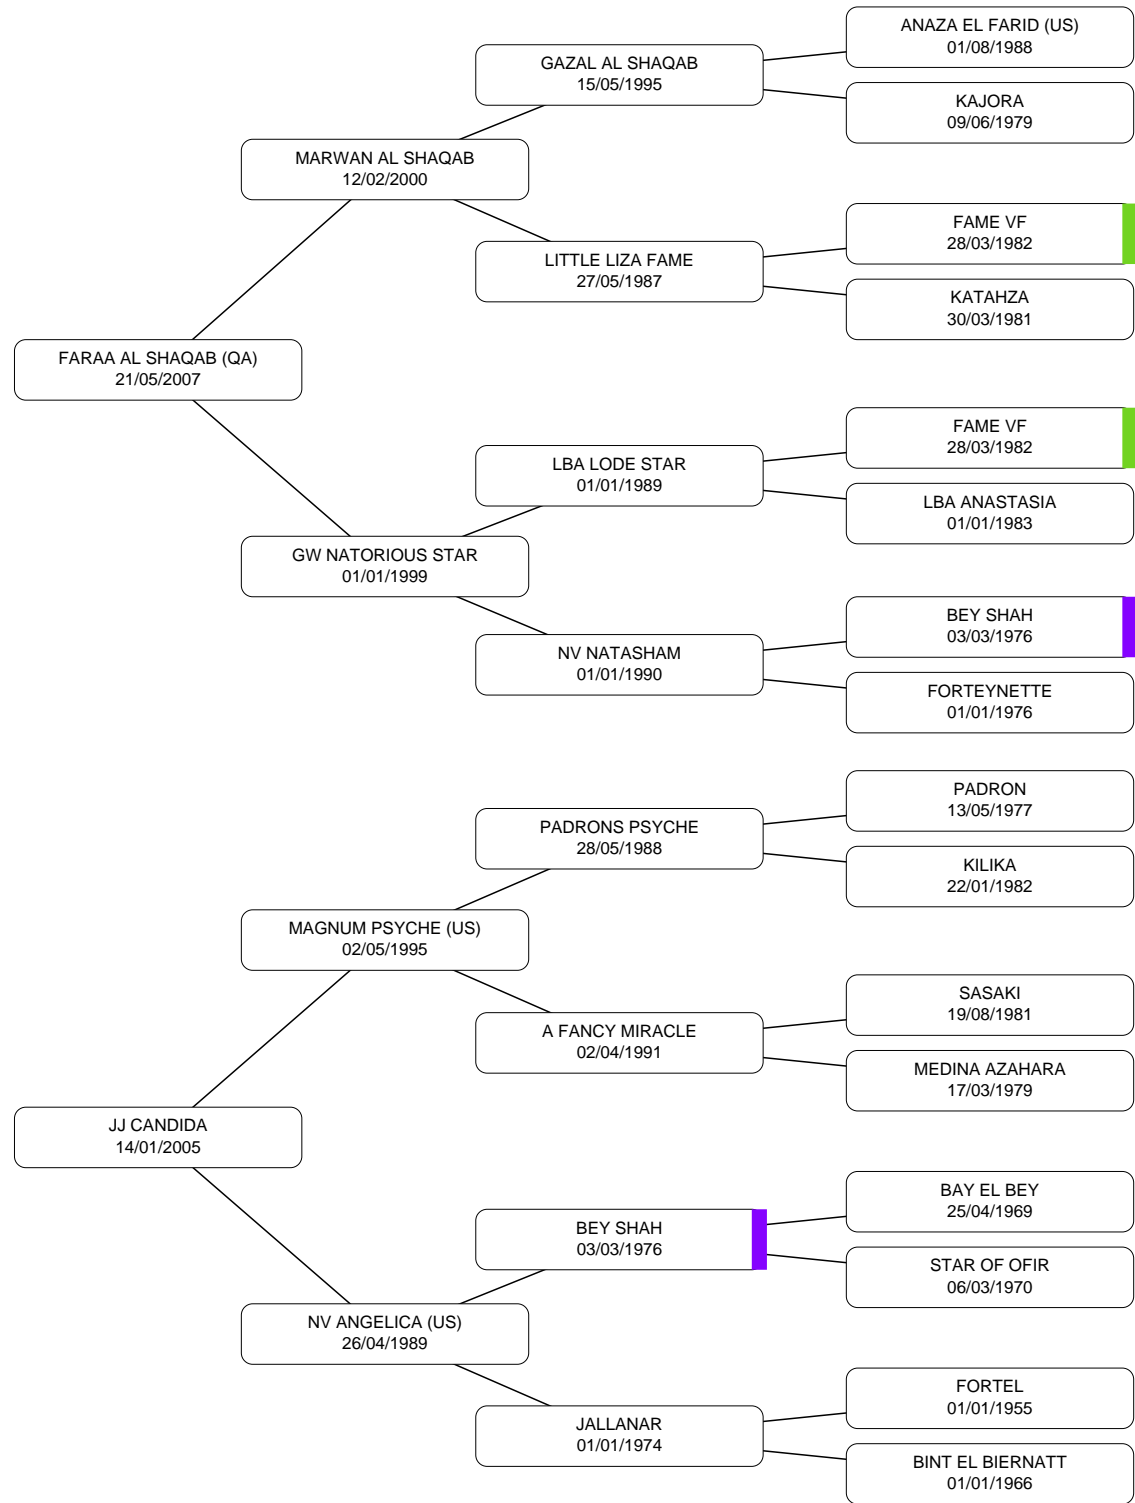 ANAZA EL FARID (US)
01/08/1988
GAZAL AL SHAQAB
15/05/1995
KAJORA
09/06/1979
MARWAN AL SHAQAB
12/02/2000
FAME VF
28/03/1982
LITTLE LIZA FAME
27/05/1987
KATAHZA
30/03/1981
FARAA AL SHAQAB (QA)
21/05/2007
FAME VF
28/03/1982
LBA LODE STAR
01/01/1989
LBA ANASTASIA
01/01/1983
GW NATORIOUS STAR
01/01/1999
BEY SHAH
03/03/1976
NV NATASHAM
01/01/1990
FORTEYNETTE
01/01/1976
PADRON
13/05/1977
PADRONS PSYCHE
28/05/1988
KILIKA
22/01/1982
MAGNUM PSYCHE (US)
02/05/1995
SASAKI
19/08/1981
A FANCY MIRACLE
02/04/1991
MEDINA AZAHARA
17/03/1979
JJ CANDIDA
14/01/2005
BAY EL BEY
25/04/1969
BEY SHAH
03/03/1976
STAR OF OFIR
06/03/1970
NV ANGELICA (US)
26/04/1989
FORTEL
01/01/1955
JALLANAR
01/01/1974
BINT EL BIERNATT
01/01/1966